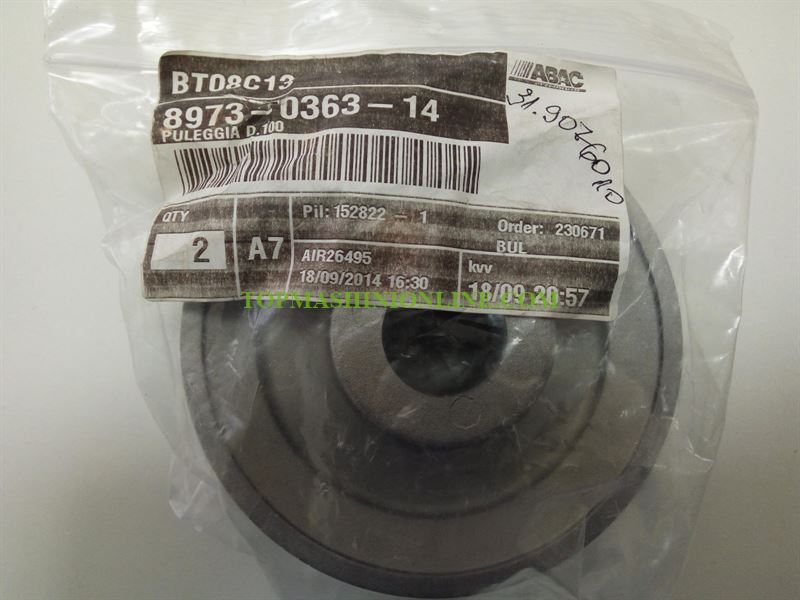 BT08C13
ABAC
8973-0363-14
PULEGGIA D.100
31.90760
QTY
2
A7
Pil: 152822 - 1
Order: 230671
BUL
AIR26495
18/09/2014 16:30
kvv
18/09 20:57
TOPMASHINIONLINE.COM